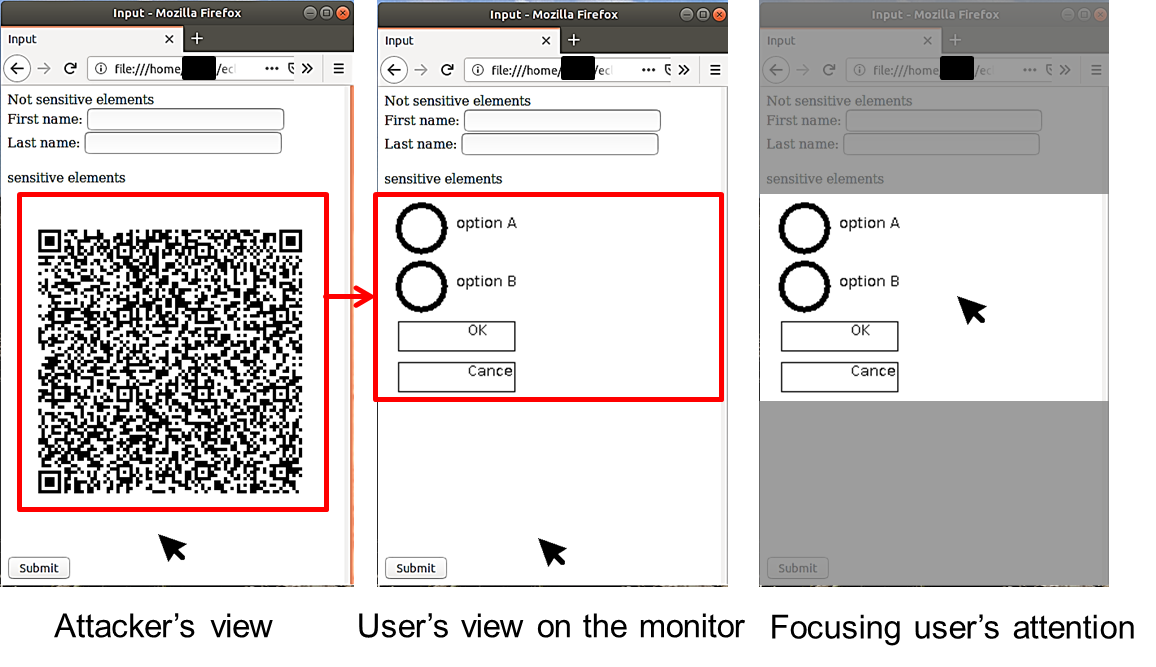 Input - Mozilla Firefox
Input
file:///home/ /ec
Not sensitive elements
First name:
Last name:
sensitive elements
Submit
Attacker's view
Input - Mozilla Firefox
Input
file:///home/ /ec
Not sensitive elements
First name:
Last name:
sensitive elements
option A
option B
OK
Cance
Submit
User's view on the monitor
Input - Mozilla Firefox
Input
file:///home/ /ec
Not sensitive elements
First name:
Last name:
sensitive elements
option A
option B
OK
Cance
Submit
Focusing user's attention